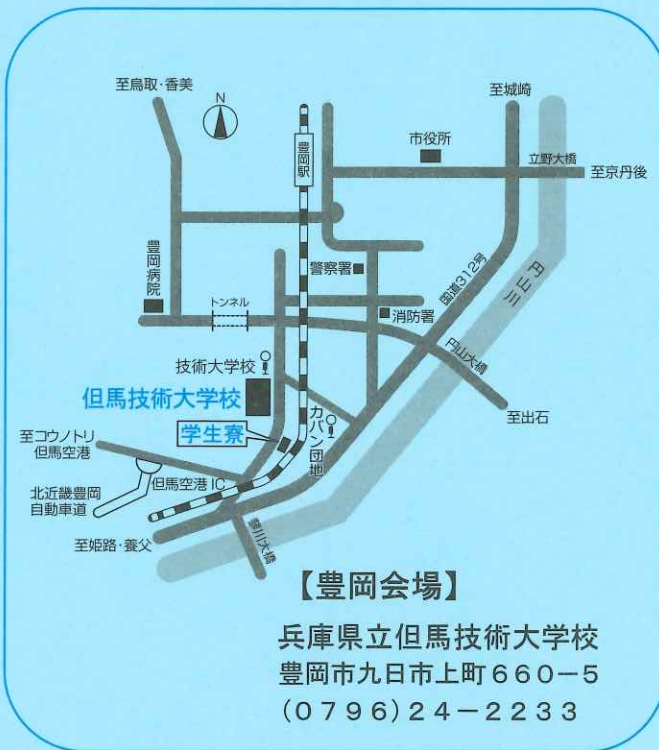 至鳥取・香美
N
豊岡駅
市役所
至城崎
立野大橋
至京丹後
豊岡病院
トンネル
警察署
消防署
国道312号
円山川
円山大橋
至出石
技術大学校
但馬技術大学校
学生寮
カバン団地
至コウノトリ
但馬空港
但馬空港IC
北近畿豊岡
自動車道
至姫路・養父
【豊岡会場】
兵庫県立但馬技術大学校
豊岡市九日市上町660-5
(0796)24-2233